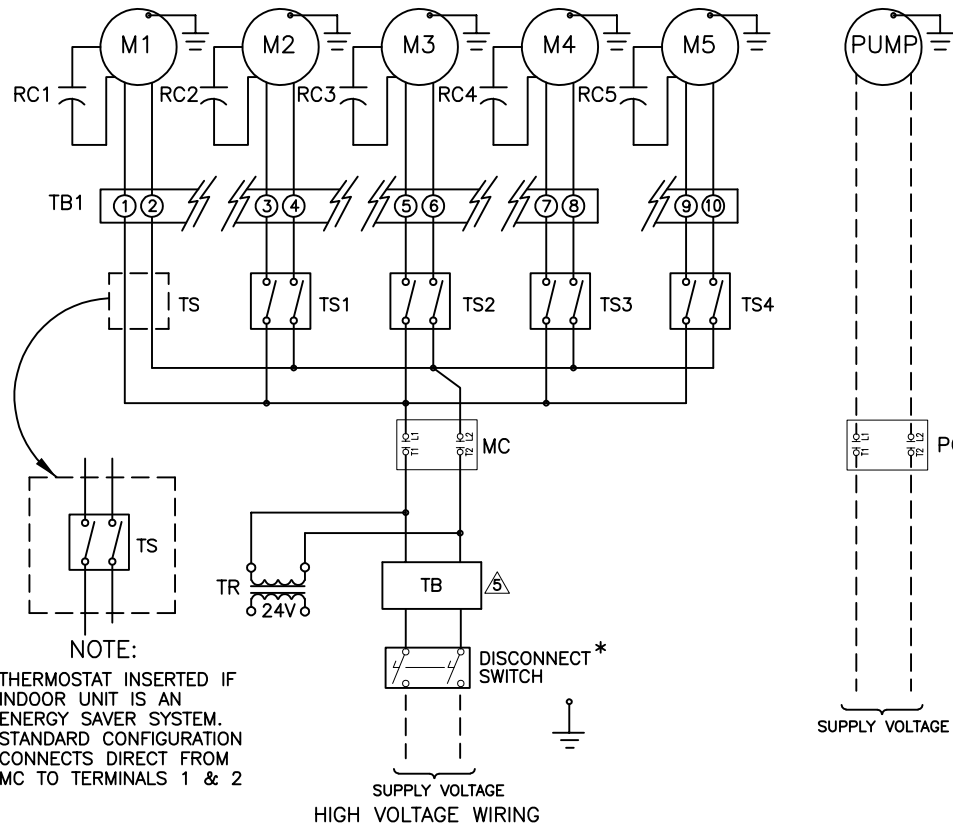 M1 M2 M3 M4 M5 PUMP
RC1 RC2 RC3 RC4 RC5
TB1 1 2 3 4 5 6 7 8 9 10
TS TS1 TS2 TS3 TS4
L1 L2 MC L1 L2
T1 T2 T1 T2
TS
TR TB 5
24V
NOTE:
THERMOSTAT INSERTED IF
INDOOR UNIT IS AN
ENERGY SAVER SYSTEM.
STANDARD CONFIGURATION
CONNECTS DIRECT FROM
MC TO TERMINALS 1 & 2
DISCONNECT*
SWITCH
SUPPLY VOLTAGE
SUPPLY VOLTAGE
HIGH VOLTAGE WIRING